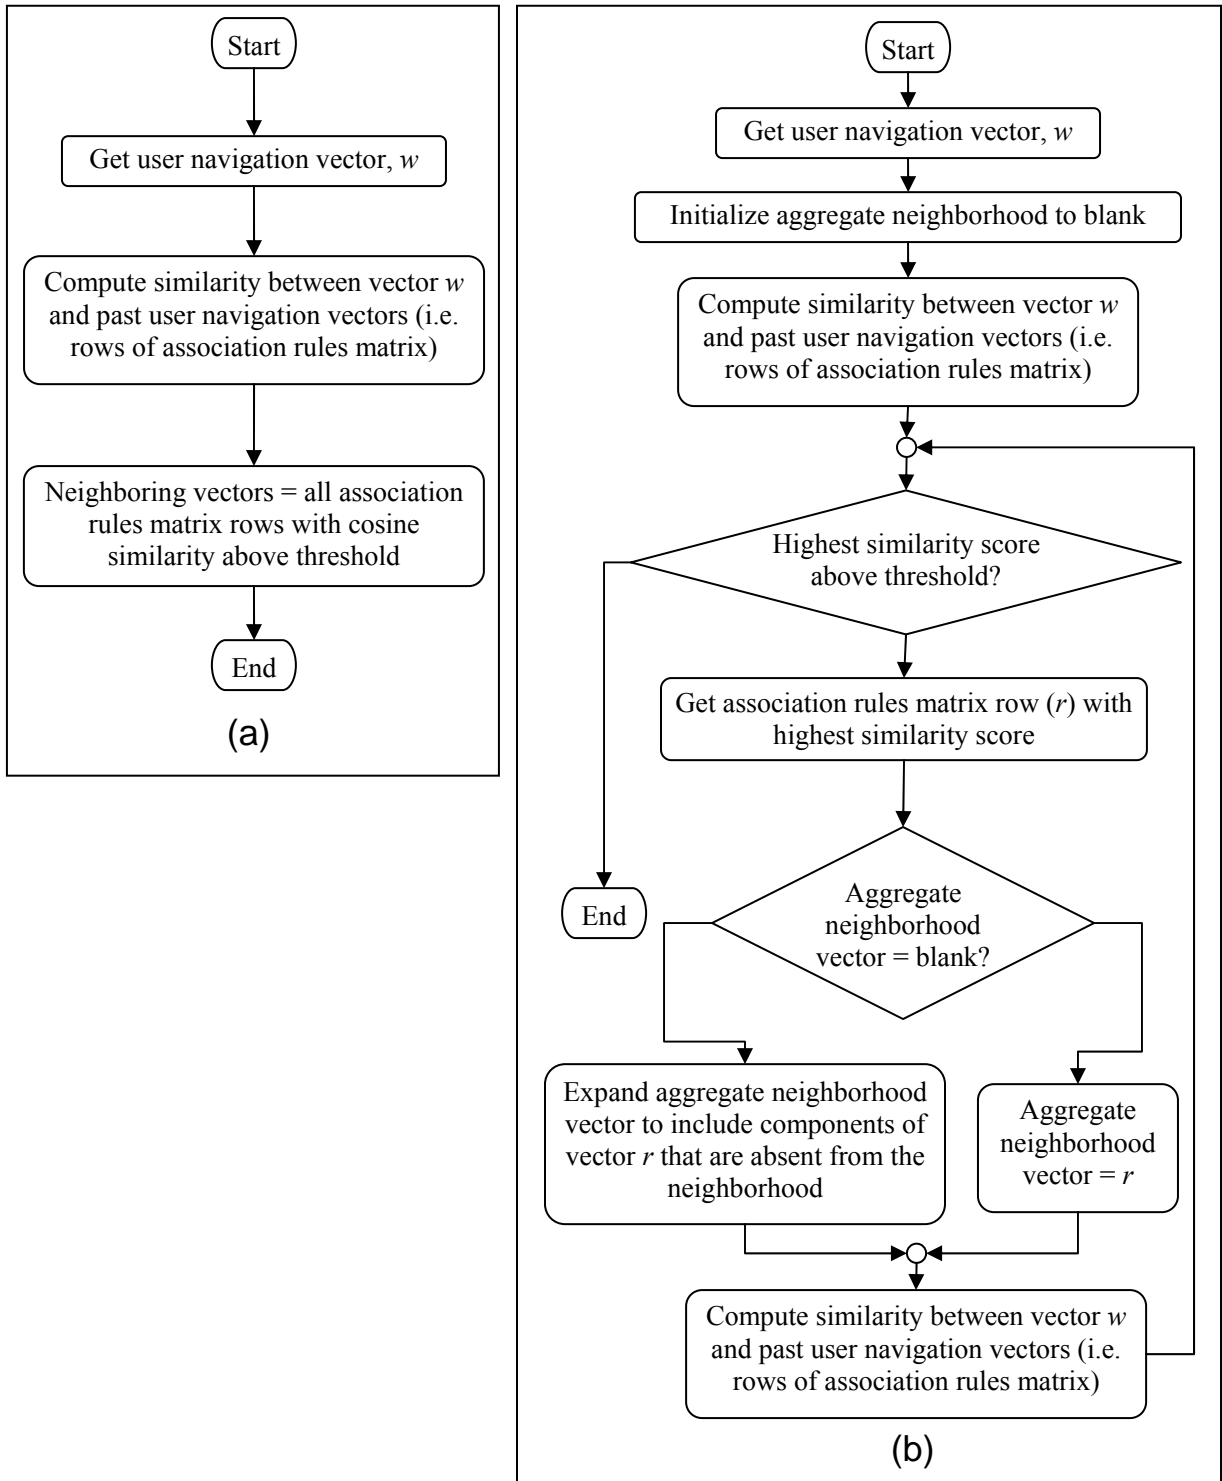 Start
Get user navigation vector, w
Compute similarity between vector w
and past user navigation vectors (i.e.
rows of association rules matrix)
Neighboring vectors = all association
rules matrix rows with cosine
similarity above threshold
End
(a)
Start
Get user navigation vector, w
Initialize aggregate neighborhood to blank
Compute similarity between vector w
and past user navigation vectors (i.e.
rows of association rules matrix)
Highest similarity score
above threshold?
Get association rules matrix row (r) with
highest similarity score
End
Aggregate
neighborhood
vector = blank?
Expand aggregate neighborhood
vector to include components of
vector r that are absent from the
neighborhood
Aggregate
neighborhood
vector = r
Compute similarity between vector w
and past user navigation vectors (i.e.
rows of association rules matrix)
(b)